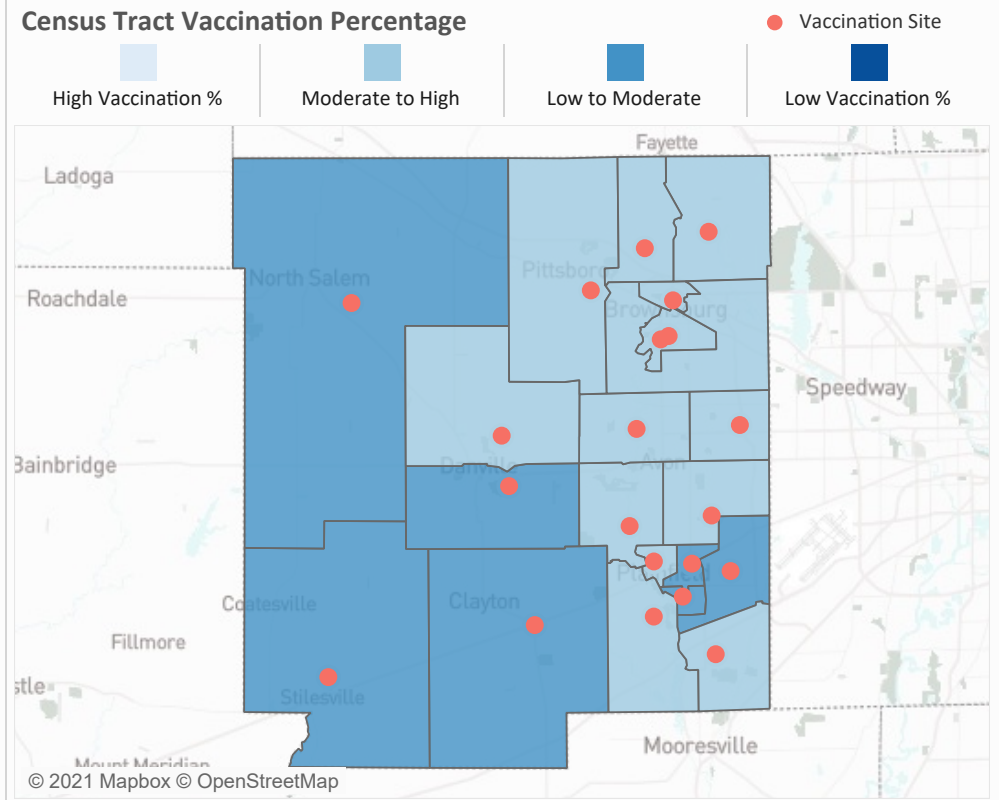 Census Tract Vaccination Percentage
Vaccination Site
High Vaccination %
Moderate to High
Low to Moderate
Low Vaccination %
Fayette
Ladoga
Pittsboro
North Salem
Roachdale
Brownsburg
Speedway
Bainbridge
Danville
Avon
Plainfield
Coatesville
Clayton
Fillmore
stle
Stilesville
Mooresville
Mount Meridian
© 2021 Mapbox © OpenStreetMap